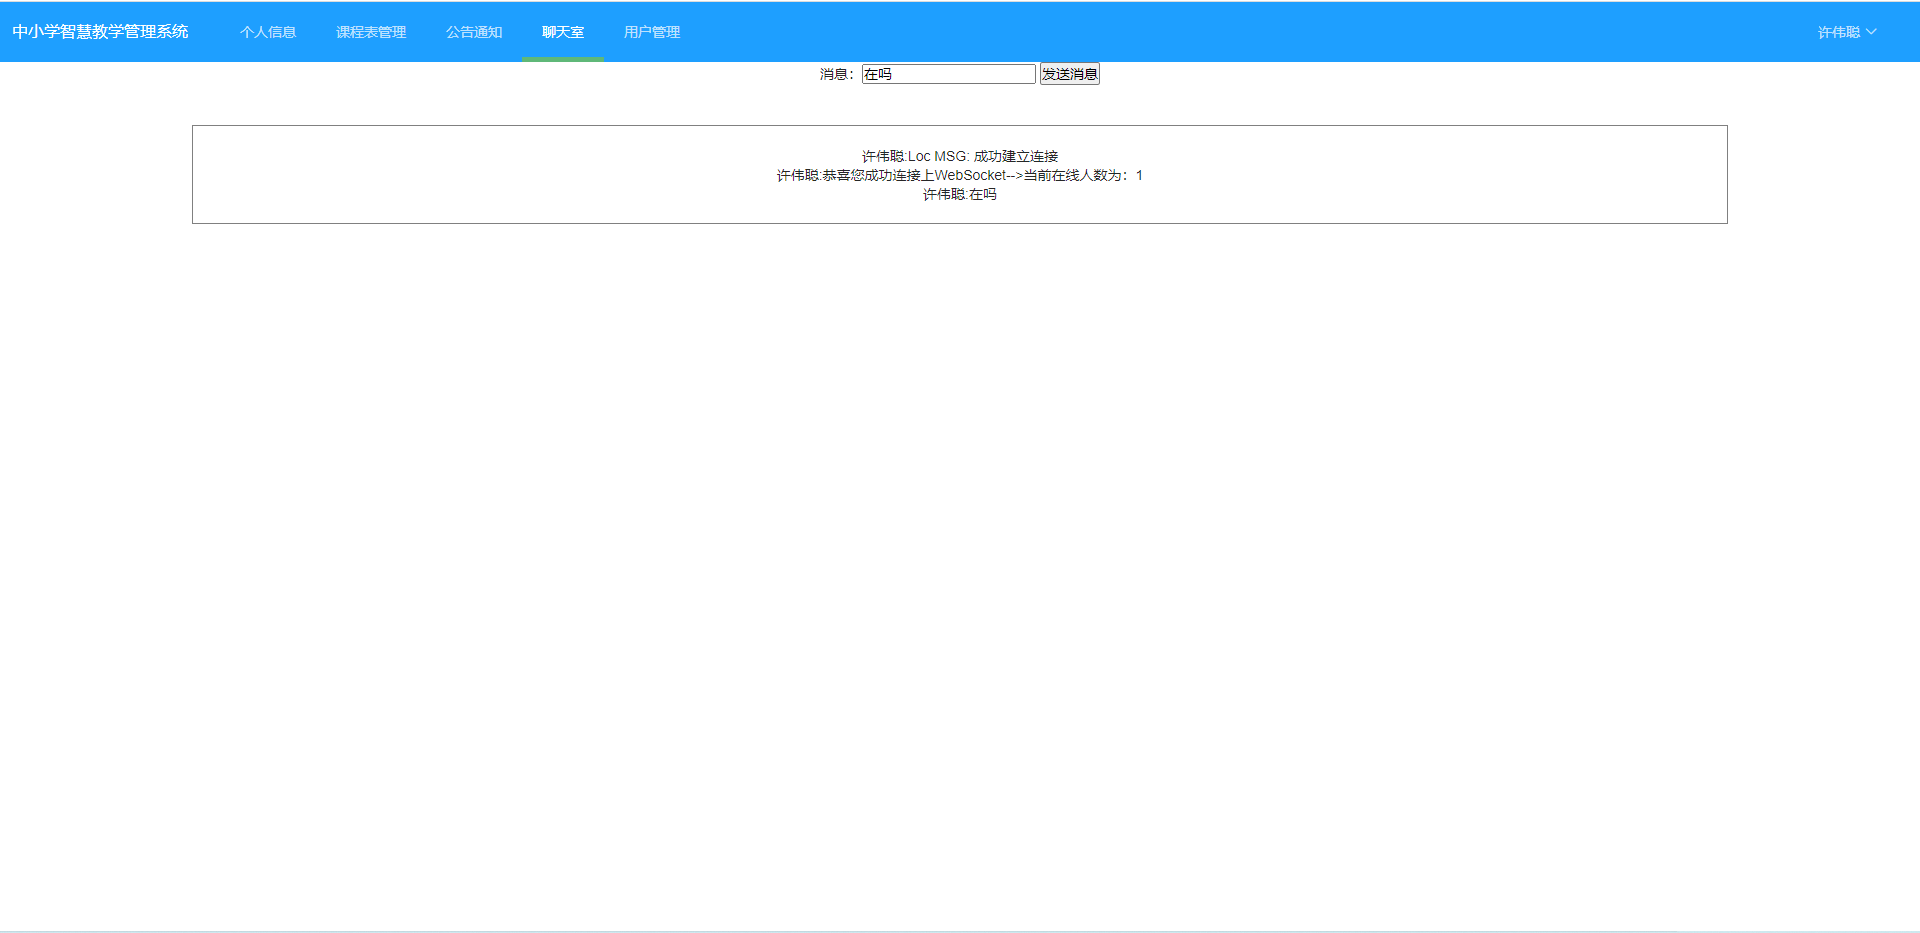 中小学智慧教学管理系统 个人信息 课程表管理 公告通知 聊天室 用户管理 许伟聪
消息：在吗 发送消息
许伟聪:Loc MSG: 成功建立连接
许伟聪:恭喜您成功连接上WebSocket-->当前在线人数为：1
许伟聪:在吗